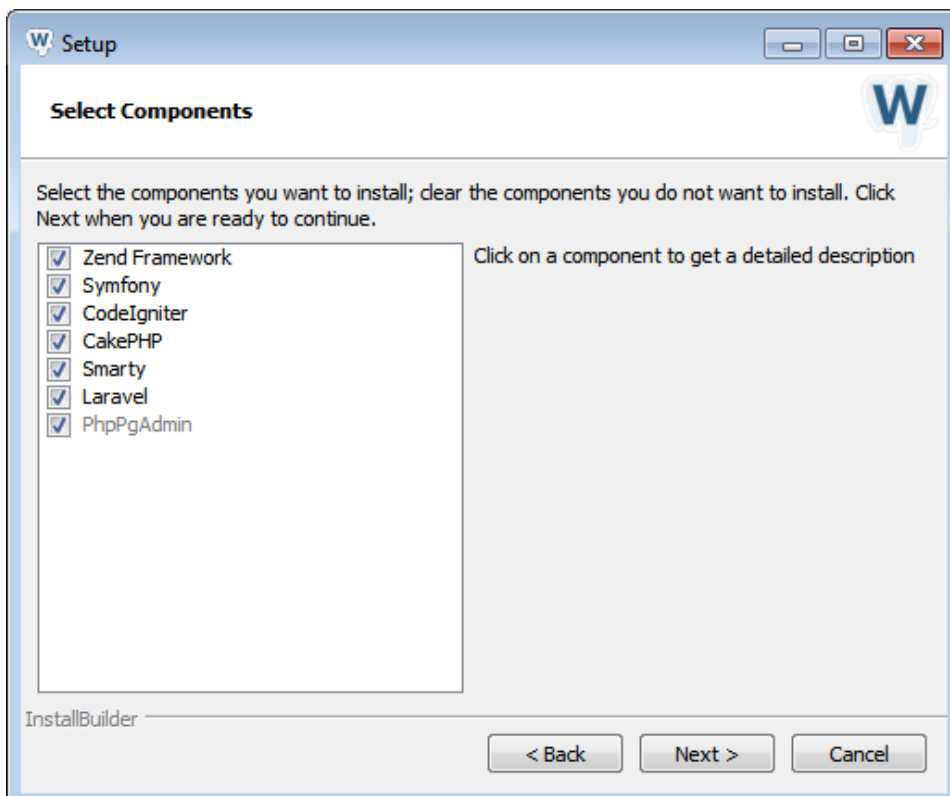 W Setup
Select Components
W
Select the components you want to install; clear the components you do not want to install. Click
Next when you are ready to continue.
Zend Framework
Symfony
CodeIgniter
CakePHP
Smarty
Laravel
PhpPgAdmin
Click on a component to get a detailed description
InstallBuilder
< Back
Next >
Cancel